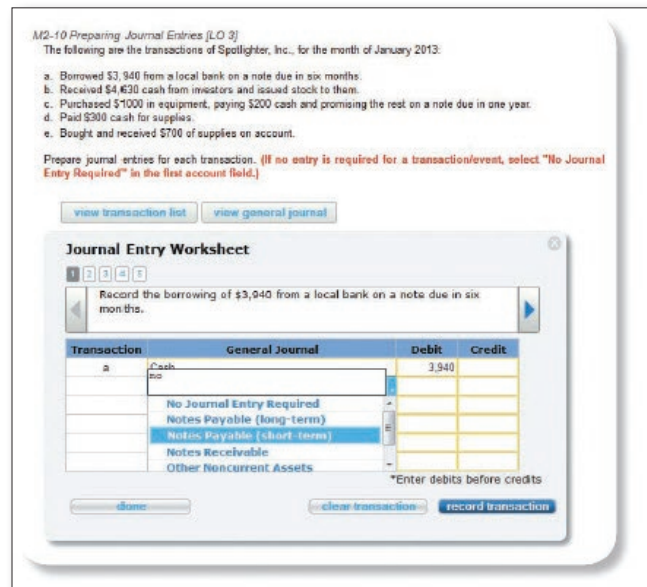 M2-10 Preparing Journal Entries [LO 3]
The following are the transactions of Spotlighter, Inc., for the month of January 2013:
a. Borrowed $3,940 from a local bank on a note due in six months.
b. Received $4,630 cash from investors and issued stock to them.
c. Purchased $1000 in equipment, paying $200 cash and promising the rest on a note due in one year.
d. Paid $300 cash for supplies.
e. Bought and received $700 of supplies on account.
Prepare journal entries for each transaction. (If no entry is required for a transaction/event, select "No Journal
Entry Required" in the first account field.)
view transaction list view general journal
Journal Entry Worksheet
1 2 3 4 5
Record the borrowing of $3,940 from a local bank on a note due in six
months.
Transaction General Journal Debit Credit
a Cash 3,940
no
No Journal Entry Required
Notes Payable (long-term)
Notes Payable (short-term)
Notes Receivable
Other Noncurrent Assets
*Enter debits before credits
done clear transaction record transaction